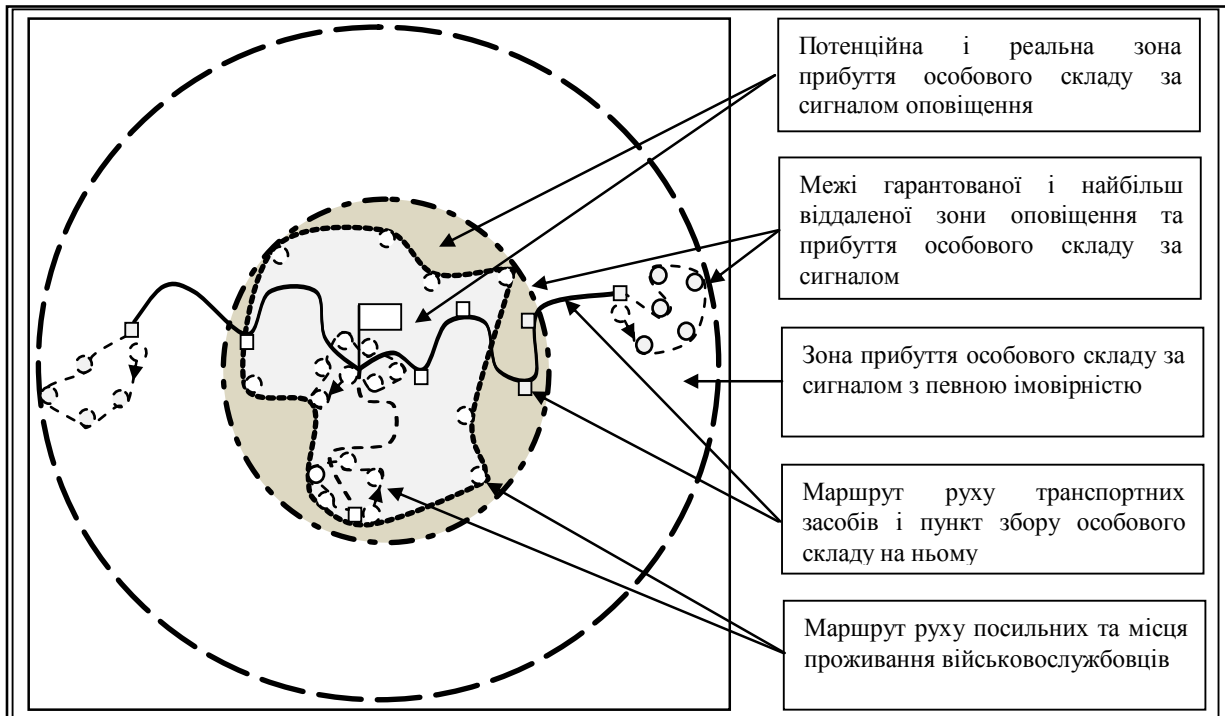 Потенційна і реальна зона
прибуття особового складу за
сигналом оповіщення
Межі гарантованої і найбільш
віддаленої зони оповіщення та
прибуття особового складу за
сигналом
Зона прибуття особового складу за
сигналом з певною імовірністю
Маршрут руху транспортних
засобів і пункт збору особового
складу на ньому
Маршрут руху посильних та місця
проживання військовослужбовців